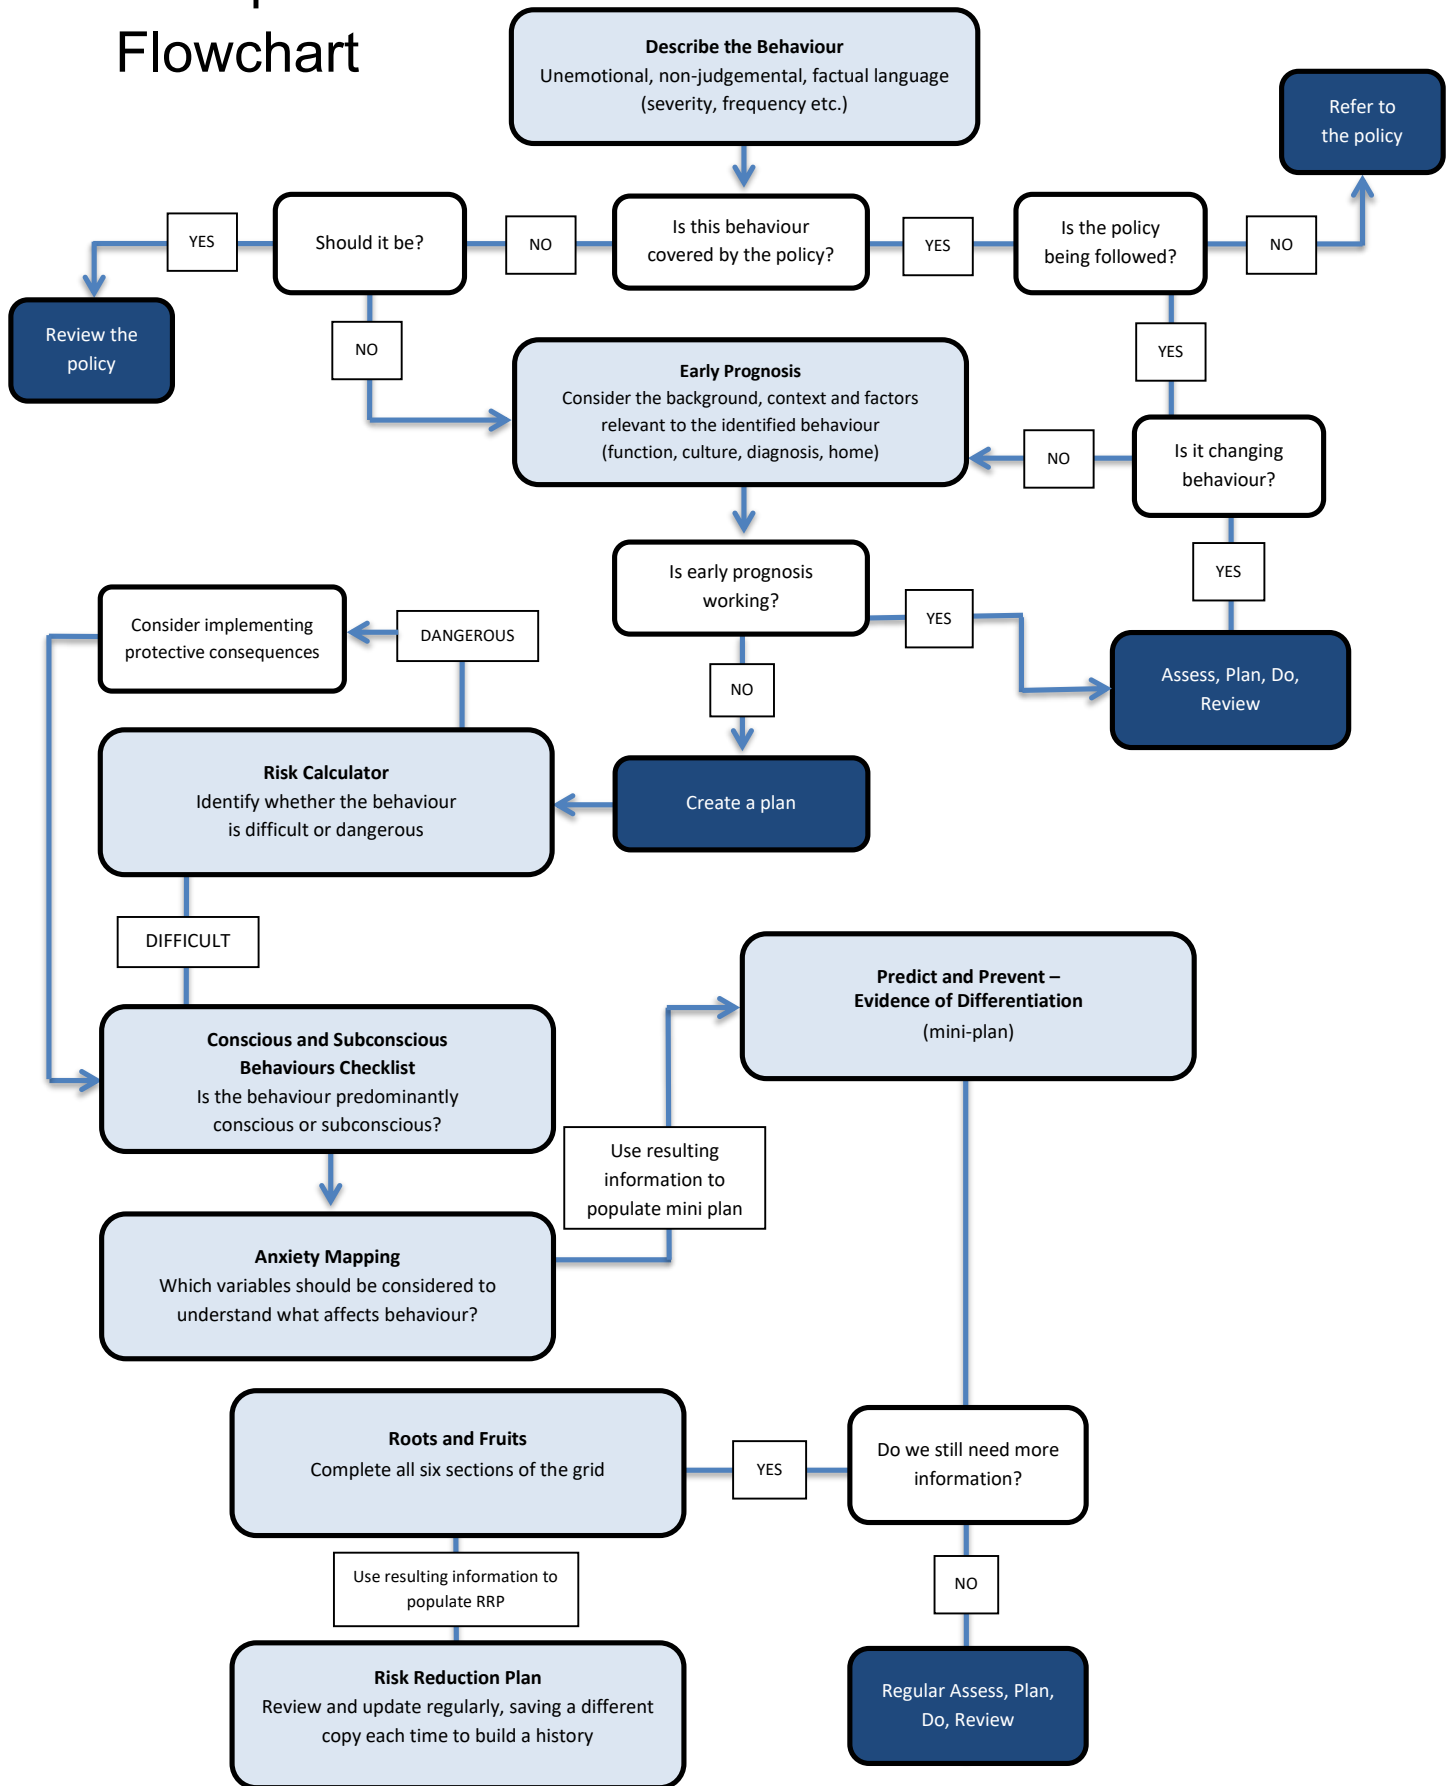 Flowchart
Describe the Behaviour
Unemotional, non-judgemental, factual language
(severity, frequency etc.)
Refer to
the policy
YES
Should it be?
NO
Is this behaviour
covered by the policy?
YES
Is the policy
being followed?
NO
Review the
policy
NO
YES
Early Prognosis
Consider the background, context and factors
relevant to the identified behaviour
(function, culture, diagnosis, home)
NO
Is it changing
behaviour?
Is early prognosis
working?
YES
YES
Consider implementing
protective consequences
DANGEROUS
NO
Assess, Plan, Do,
Review
Risk Calculator
Identify whether the behaviour
is difficult or dangerous
Create a plan
DIFFICULT
Predict and Prevent –
Evidence of Differentiation
(mini-plan)
Conscious and Subconscious
Behaviours Checklist
Is the behaviour predominantly
conscious or subconscious?
Use resulting
information to
populate mini plan
Anxiety Mapping
Which variables should be considered to
understand what affects behaviour?
Roots and Fruits
Complete all six sections of the grid
YES
Do we still need more
information?
Use resulting information to
populate RRP
NO
Risk Reduction Plan
Review and update regularly, saving a different
copy each time to build a history
Regular Assess, Plan,
Do, Review